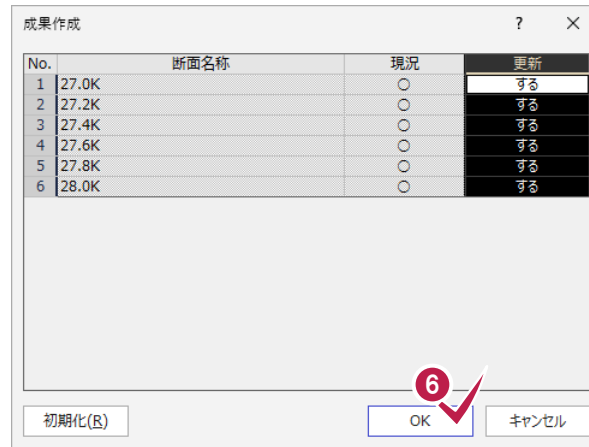 成果作成 ? ×
No. 断面名称 現況 更新
1 27.0K ○ する
2 27.2K ○ する
3 27.4K ○ する
4 27.6K ○ する
5 27.8K ○ する
6 28.0K ○ する
6
初期化(R) OK キャンセル